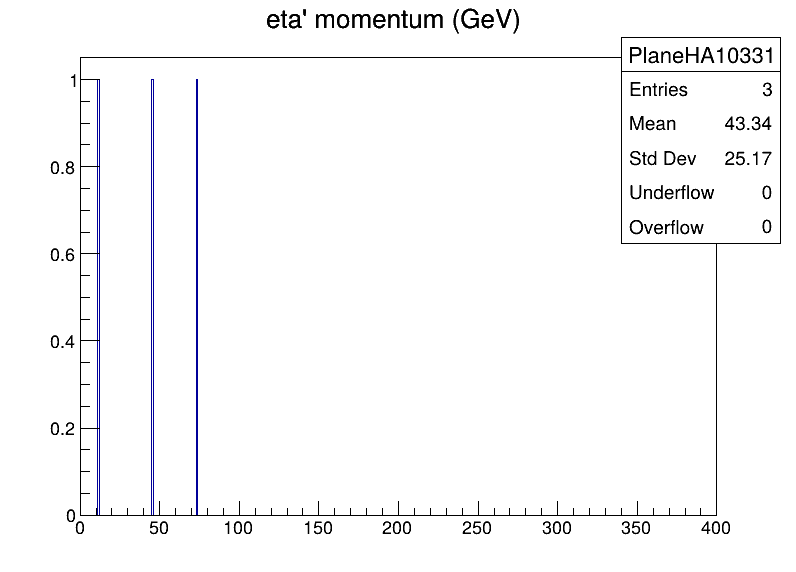 eta' momentum (GeV)
PlaneHA10331
Entries 3
Mean 43.34
Std Dev 25.17
Underflow 0
Overflow 0
1
0.8
0.6
0.4
0.2
0
0 50 100 150 200 250 300 350 400